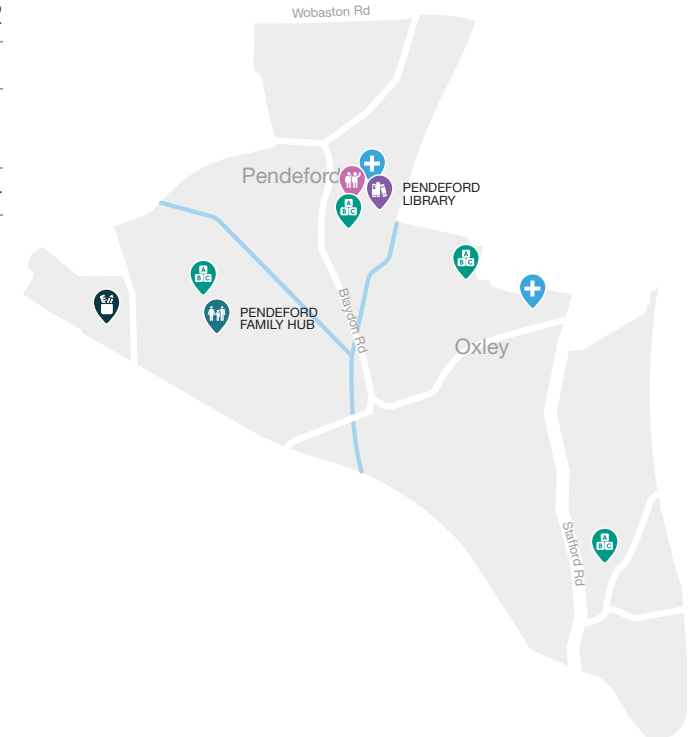 Wobaston Rd
Pendeford
PENDEFORD
LIBRARY
A
B C
A
B C
A
B C
PENDEFORD
FAMILY HUB
Blaydon Rd
Oxley
Stafford Rd
A
B C